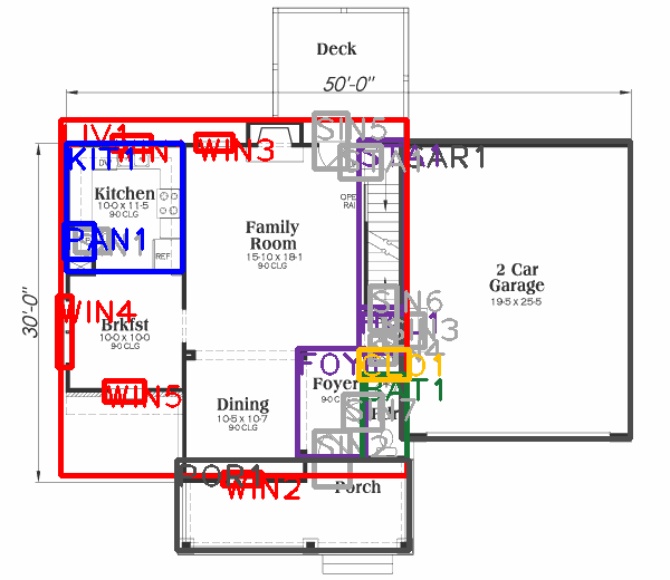 Deck
50'-0"
SIN5
LIV1
WIN
WIN3
KIT1
GAR1
Kitchen
10-0 x 11-5
9-0 CLG
PAN1
REF
Family
Room
15-10 x 18-1
9-0 CLG
2 Car
Garage
19-5 x 25-5
30'-0"
WIN4
SIN6
Brkfst
10-0 x 10-0
9-0 CLG
FOY
CLO1
Foyer
9-0 C
BAT1
WIN5
Dining
10-5 x 10-7
9-0 CLG
SIN7
Pdr
SIN2
POR1
WIN2
Porch